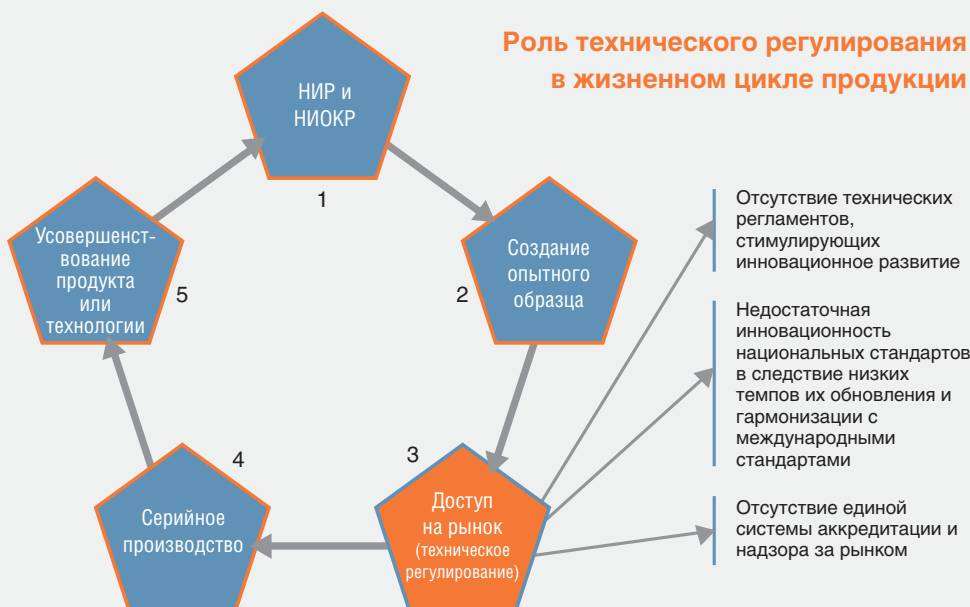 Роль технического регулирования
в жизненном цикле продукции
НИР и
НИОКР
1
Создание
опытного
образца
2
Доступ
на рынок
(техническое
регулирование)
3
Серийное
производство
4
Усовершенст-
вование
продукта
или
технологии
5
Отсутствие технических
регламентов,
стимулирующих
инновационное развитие
Недостаточная
инновационность
национальных стандартов
в следствие низких
темпов их обновления и
гармонизации с
международными
стандартами
Отсутствие единой
системы аккредитации и
надзора за рынком